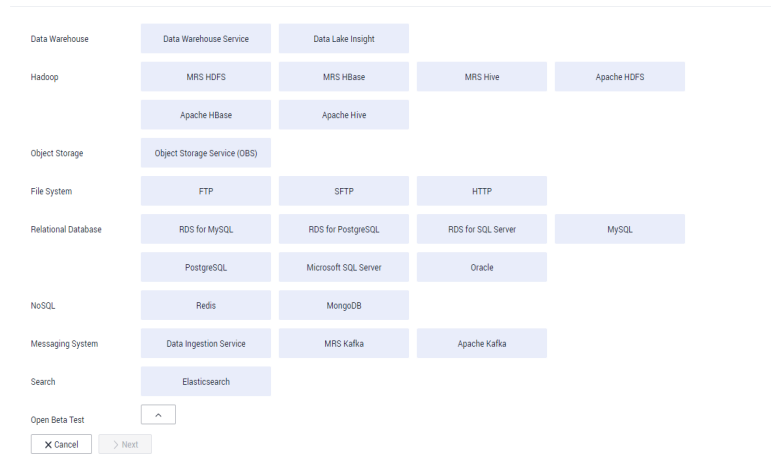 Data Warehouse Data Warehouse Service Data Lake Insight
Hadoop MRS HDFS MRS HBase MRS Hive Apache HDFS
Apache HBase Apache Hive
Object Storage Object Storage Service (OBS)
File System FTP SFTP HTTP
Relational Database RDS for MySQL RDS for PostgreSQL RDS for SQL Server MySQL
PostgreSQL Microsoft SQL Server Oracle
NoSQL Redis MongoDB
Messaging System Data Ingestion Service MRS Kafka Apache Kafka
Search Elasticsearch
Open Beta Test
Cancel Next